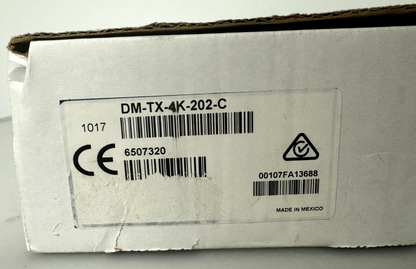 DM-TX-4K-202-C
1017
CE
6507320
00107FA13688
MADE IN MEXICO